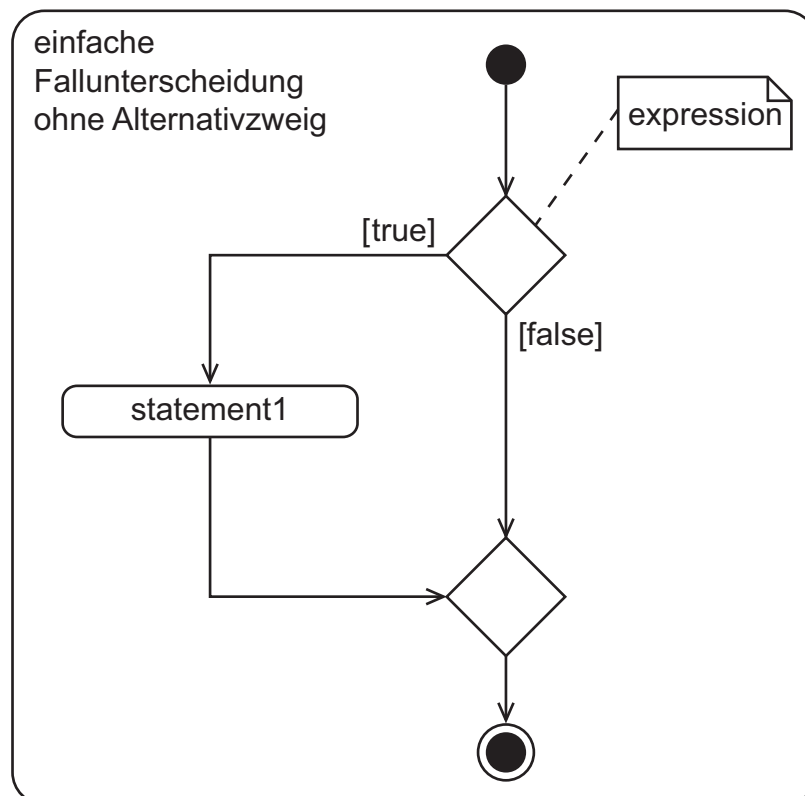 einfache
Fallunterscheidung
ohne Alternativzweig
expression
[true]
[false]
statement1